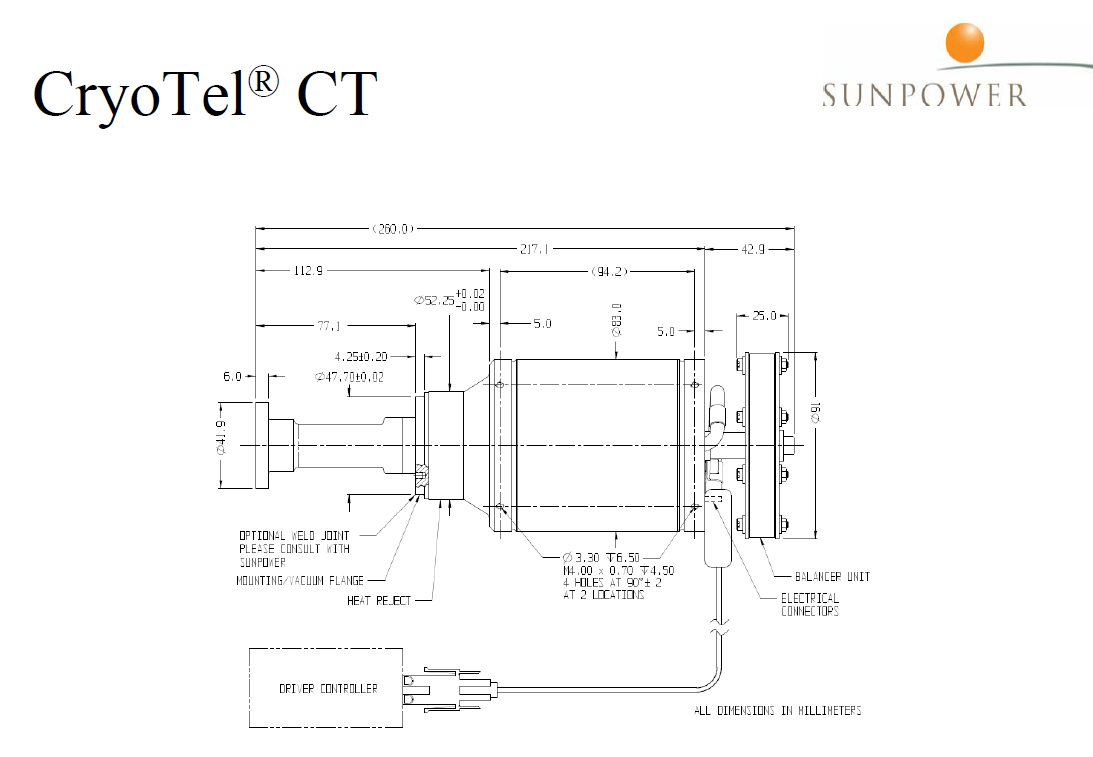 CryoTel® CT
SUNPOWER
(260.0)
217.1
42.9
112.9
(94.2)
Ø52.25 +0.02 -0.00
5.0
Ø83.0
5.0
25.0
77.1
4.25±0.20
6.0
Ø47.70±0.02
Ø41.9
Ø91
OPTIONAL WELD JOINT
PLEASE CONSULT WITH
SUNPOWER
MOUNTING/VACUUM FLANGE
HEAT REJECT
Ø 3.30 ↧6.50
M4.00 x 0.70 ↧4.50
4 HOLES AT 90°± 2
AT 2 LOCATIONS
BALANCER UNIT
ELECTRICAL
CONNECTORS
DRIVER CONTROLLER
ALL DIMENSIONS IN MILLIMETERS